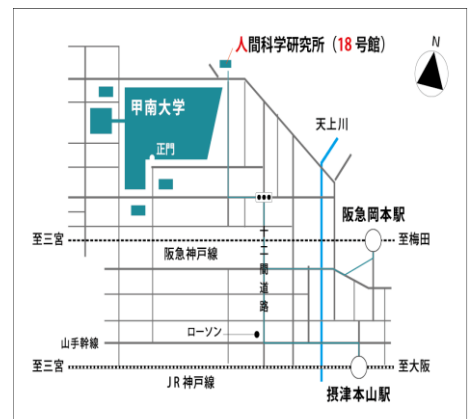 人間科学研究所（18号館）
N
甲南大学
天上川
正門
阪急岡本駅
至三宮
至梅田
阪急神戸線
十二間道路
ローソン
山手幹線
至三宮
至大阪
JR神戸線
摂津本山駅